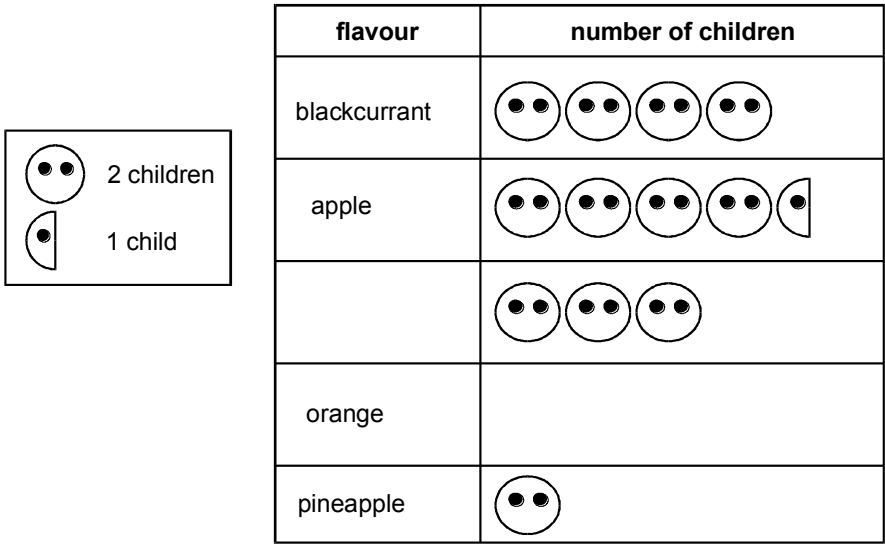 flavour number of children
blackcurrant
2 children
apple
1 child
orange
pineapple